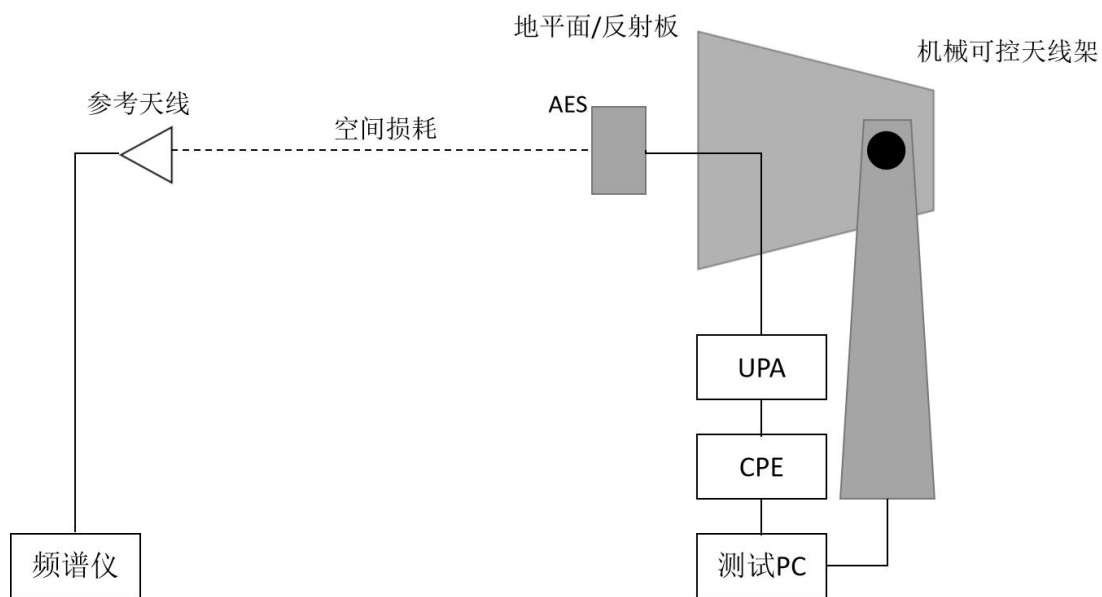 地平面/反射板
机械可控天线架
参考天线
AES
空间损耗
UPA
CPE
频谱仪
测试PC